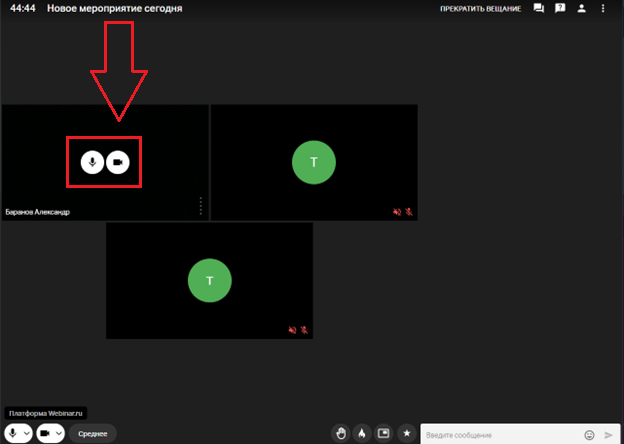 44:44 Новое мероприятие сегодня ПРЕКРАТИТЬ ВЕЩАНИЕ
Т
Баранов Александр
Т
Платформа Webinar.ru
Среднее Введите сообщение